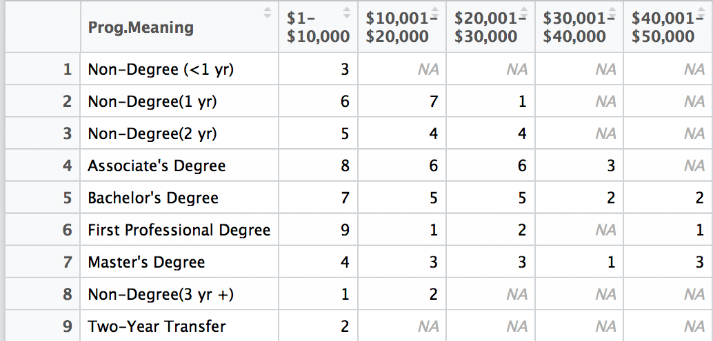 Prog.Meaning $1– $10,001– $20,001– $30,001– $40,001–
$10,000 $20,000 $30,000 $40,000 $50,000
1 Non-Degree (<1 yr) 3 NA NA NA NA
2 Non-Degree(1 yr) 6 7 1 NA NA
3 Non-Degree(2 yr) 5 4 4 NA NA
4 Associate's Degree 8 6 6 3 NA
5 Bachelor's Degree 7 5 5 2 2
6 First Professional Degree 9 1 2 NA 1
7 Master's Degree 4 3 3 1 3
8 Non-Degree(3 yr +) 1 2 NA NA NA
9 Two-Year Transfer 2 NA NA NA NA